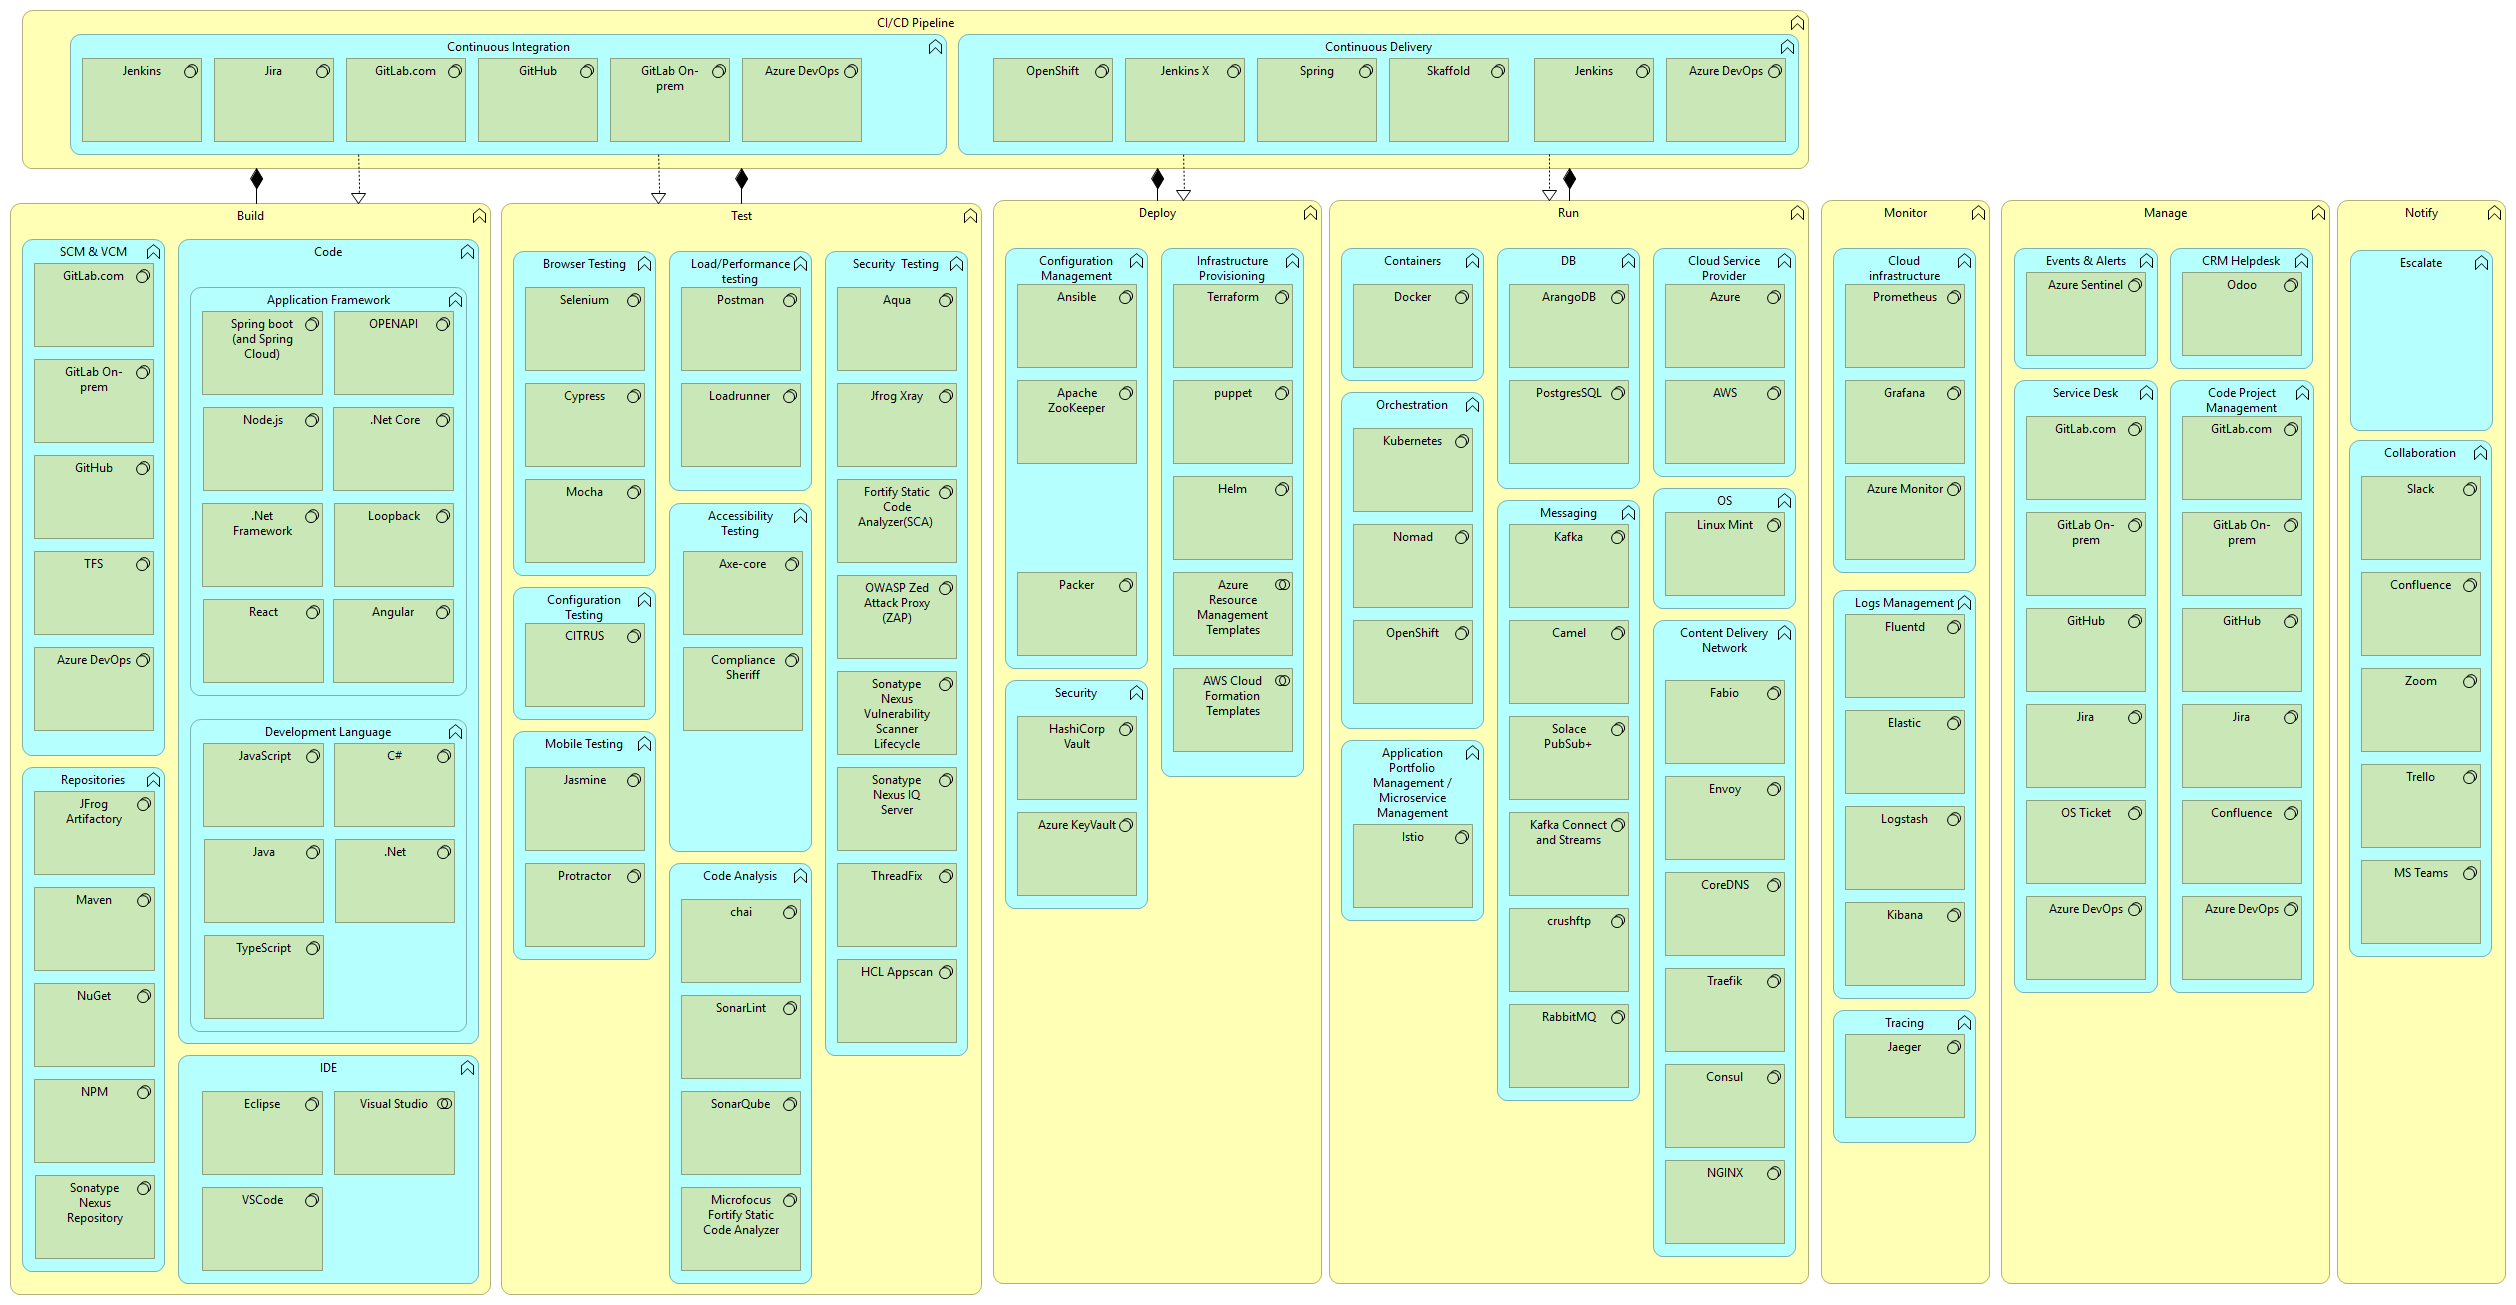 CI/CD Pipeline
Continuous Integration
Jenkins
Jira
GitLab.com
GitHub
GitLab On-
prem
Azure DevOps
Continuous Delivery
OpenShift
Jenkins X
Spring
Skaffold
Jenkins
Azure DevOps
Build
SCM & VCM
GitLab.com
GitLab On-
prem
GitHub
TFS
Azure DevOps
Repositories
JFrog
Artifactory
Maven
NuGet
NPM
Sonatype
Nexus
Repository
Code
Application Framework
Spring boot
(and Spring
Cloud)
OPENAPI
Node.js
.Net Core
.Net
Framework
Loopback
React
Angular
Development Language
JavaScript
C#
Java
.Net
TypeScript
IDE
Eclipse
Visual Studio
VSCode
Test
Browser Testing
Selenium
Cypress
Mocha
Configuration
Testing
CITRUS
Mobile Testing
Jasmine
Protractor
Load/Performance
testing
Postman
Loadrunner
Accessibility
Testing
Axe-core
Compliance
Sheriff
Code Analysis
chai
SonarLint
SonarQube
Microfocus
Fortify Static
Code Analyzer
Security Testing
Aqua
Jfrog Xray
Fortify Static
Code
Analyzer(SCA)
OWASP Zed
Attack Proxy
(ZAP)
Sonatype
Nexus
Vulnerability
Scanner
Lifecycle
Sonatype
Nexus IQ
Server
ThreadFix
HCL Appscan
Deploy
Configuration
Management
Ansible
Apache
ZooKeeper
Packer
Security
HashiCorp
Vault
Azure KeyVault
Infrastructure
Provisioning
Terraform
puppet
Helm
Azure
Resource
Management
Templates
AWS Cloud
Formation
Templates
Run
Containers
Docker
Orchestration
Kubernetes
Nomad
OpenShift
Application
Portfolio
Management /
Microservice
Management
Istio
DB
ArangoDB
PostgresSQL
Messaging
Kafka
Camel
Solace
PubSub+
Kafka Connect
and Streams
crushftp
RabbitMQ
Cloud Service
Provider
Azure
AWS
OS
Linux Mint
Content Delivery
Network
Fabio
Envoy
CoreDNS
Traefik
Consul
NGINX
Monitor
Cloud
infrastructure
Prometheus
Grafana
Azure Monitor
Logs Management
Fluentd
Elastic
Logstash
Kibana
Tracing
Jaeger
Manage
Events & Alerts
Azure Sentinel
CRM Helpdesk
Odoo
Service Desk
GitLab.com
GitLab On-
prem
GitHub
Jira
OS Ticket
Azure DevOps
Code Project
Management
GitLab.com
GitLab On-
prem
GitHub
Jira
Confluence
Azure DevOps
Notify
Escalate
Collaboration
Slack
Confluence
Zoom
Trello
MS Teams